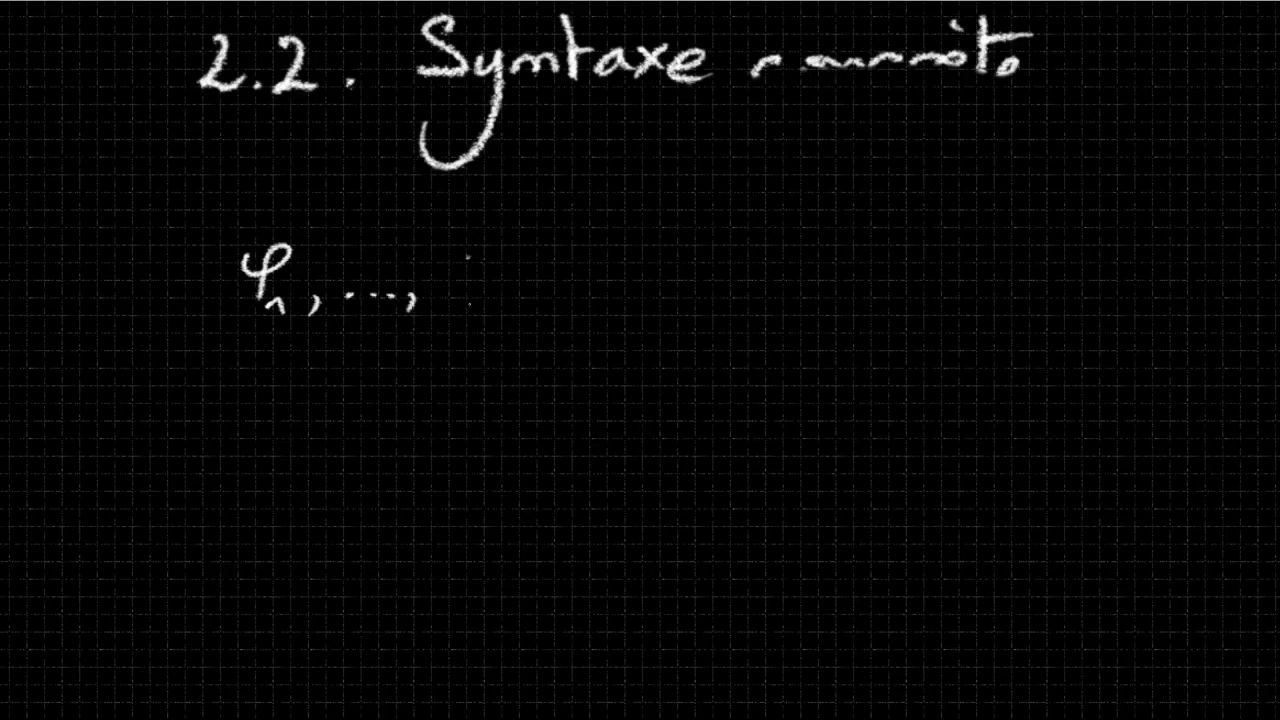 2.2. Syntaxe
φ₁, ...,